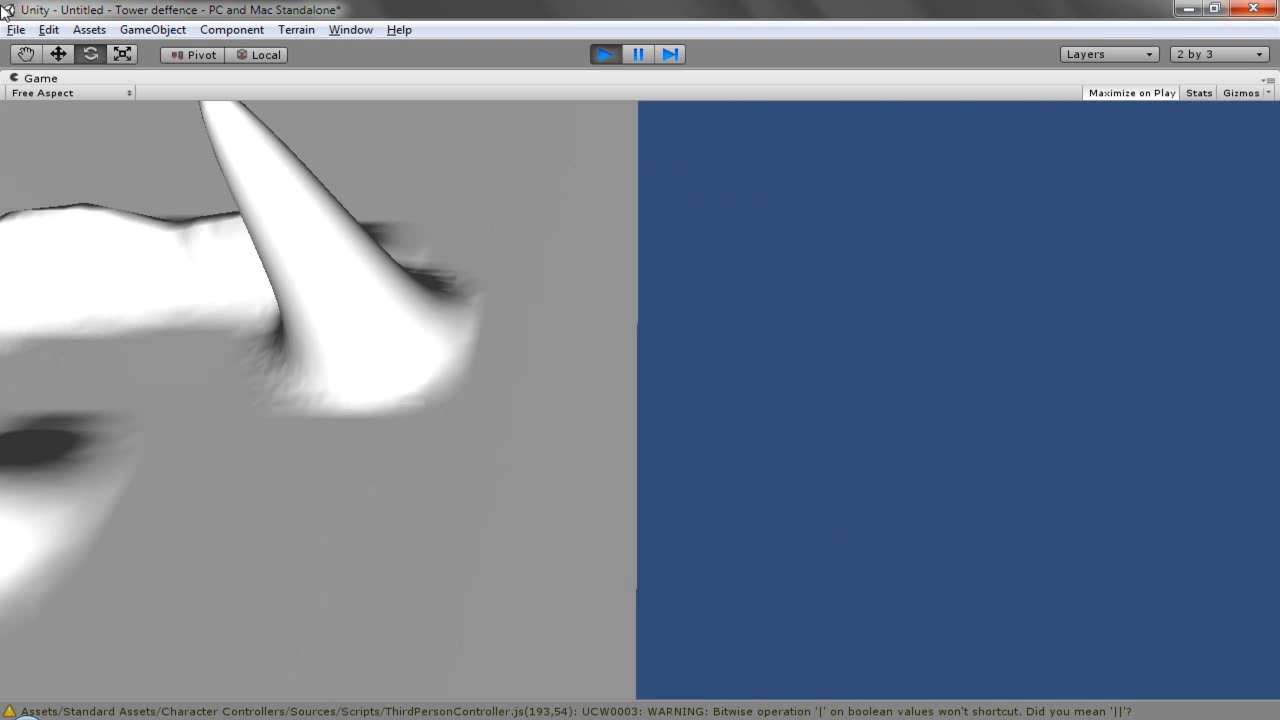 Unity - Untitled - Tower deffence - PC and Mac Standalone*
File Edit Assets GameObject Component Terrain Window Help
Pivot Local Layers 2 by 3
Game
Free Aspect Maximize on Play Stats Gizmos
Assets/Standard Assets/Character Controllers/Sources/Scripts/ThirdPersonController.js(193,54): UCW0003: WARNING: Bitwise operation '|' on boolean values won't shortcut. Did you mean '||'?